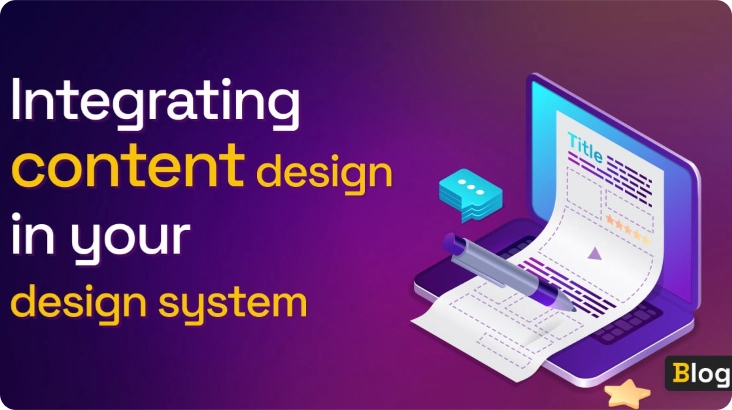 Integrating
content design
in your
design system
Title
Blog